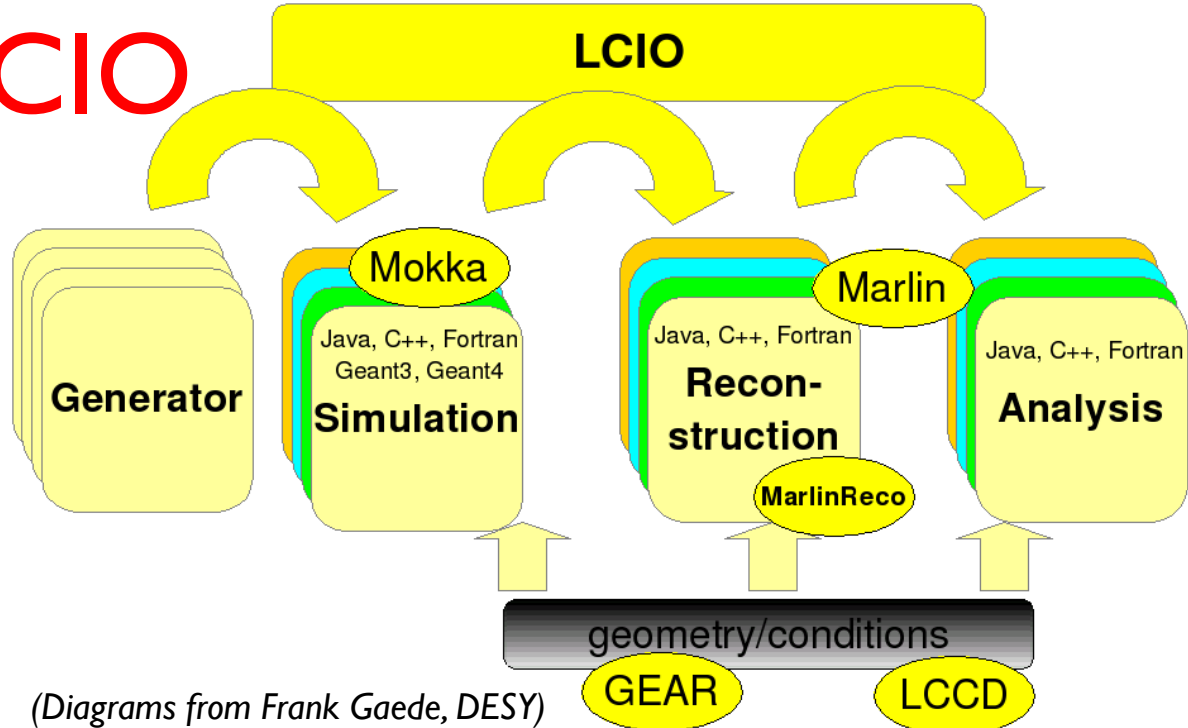 CIO
LCIO
Mokka
Marlin
Generator
Java, C++, Fortran
Geant3, Geant4
Simulation
Java, C++, Fortran
Recon-
struction
MarlinReco
Java, C++, Fortran
Analysis
geometry/conditions
GEAR
LCCD
(Diagrams from Frank Gaede, DESY)